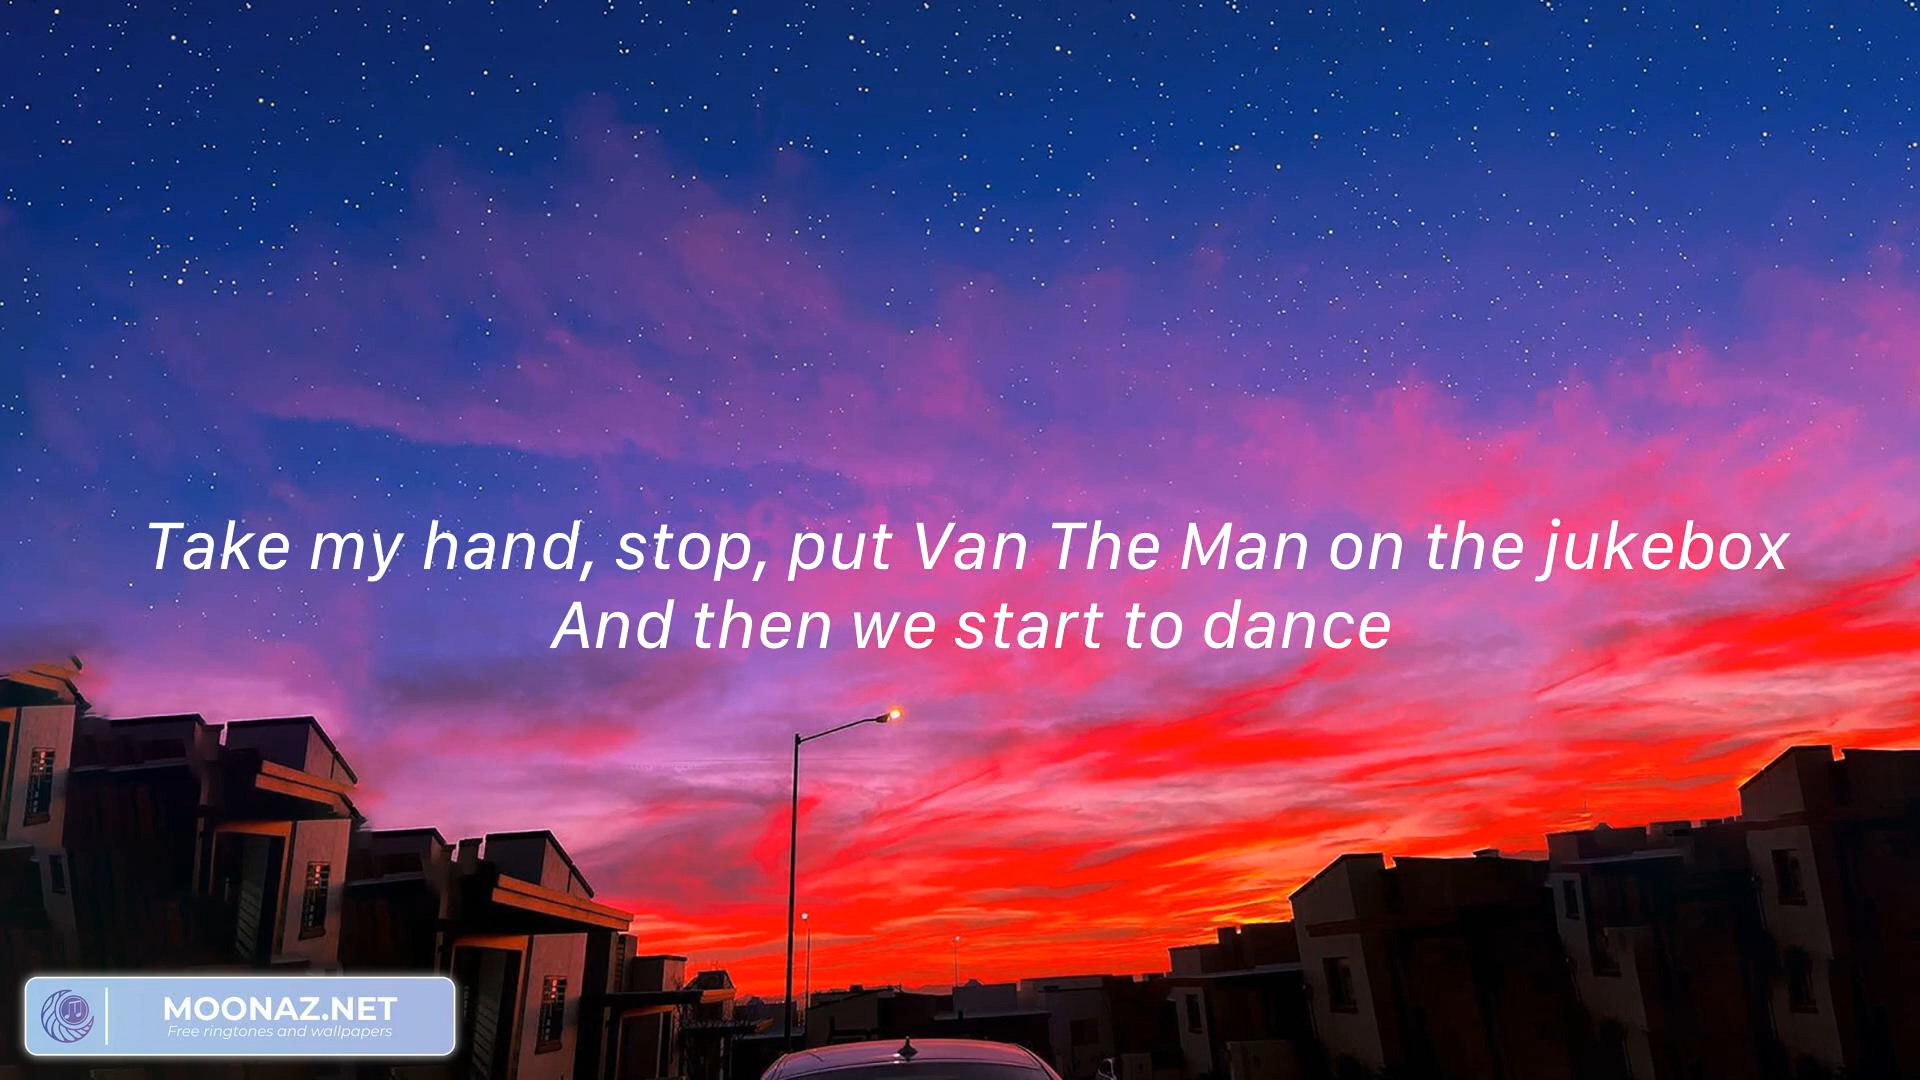 Take my hand, stop, put Van The Man on the jukebox
And then we start to dance
MOONAZ.NET
Free ringtones and wallpapers